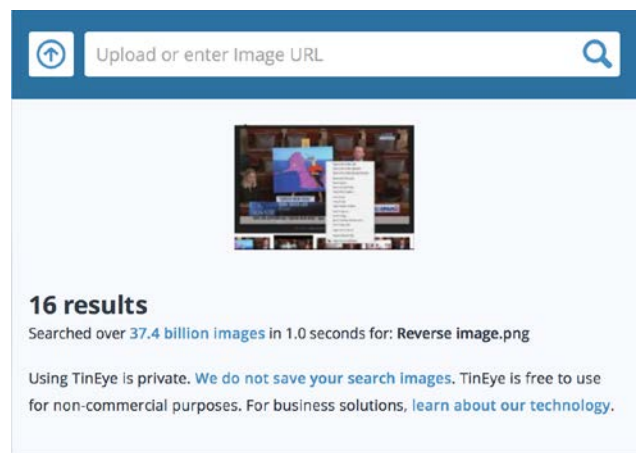 Upload or enter Image URL
16 results
Searched over 37.4 billion images in 1.0 seconds for: Reverse image.png
Using TinEye is private. We do not save your search images. TinEye is free to use
for non-commercial purposes. For business solutions, learn about our technology.